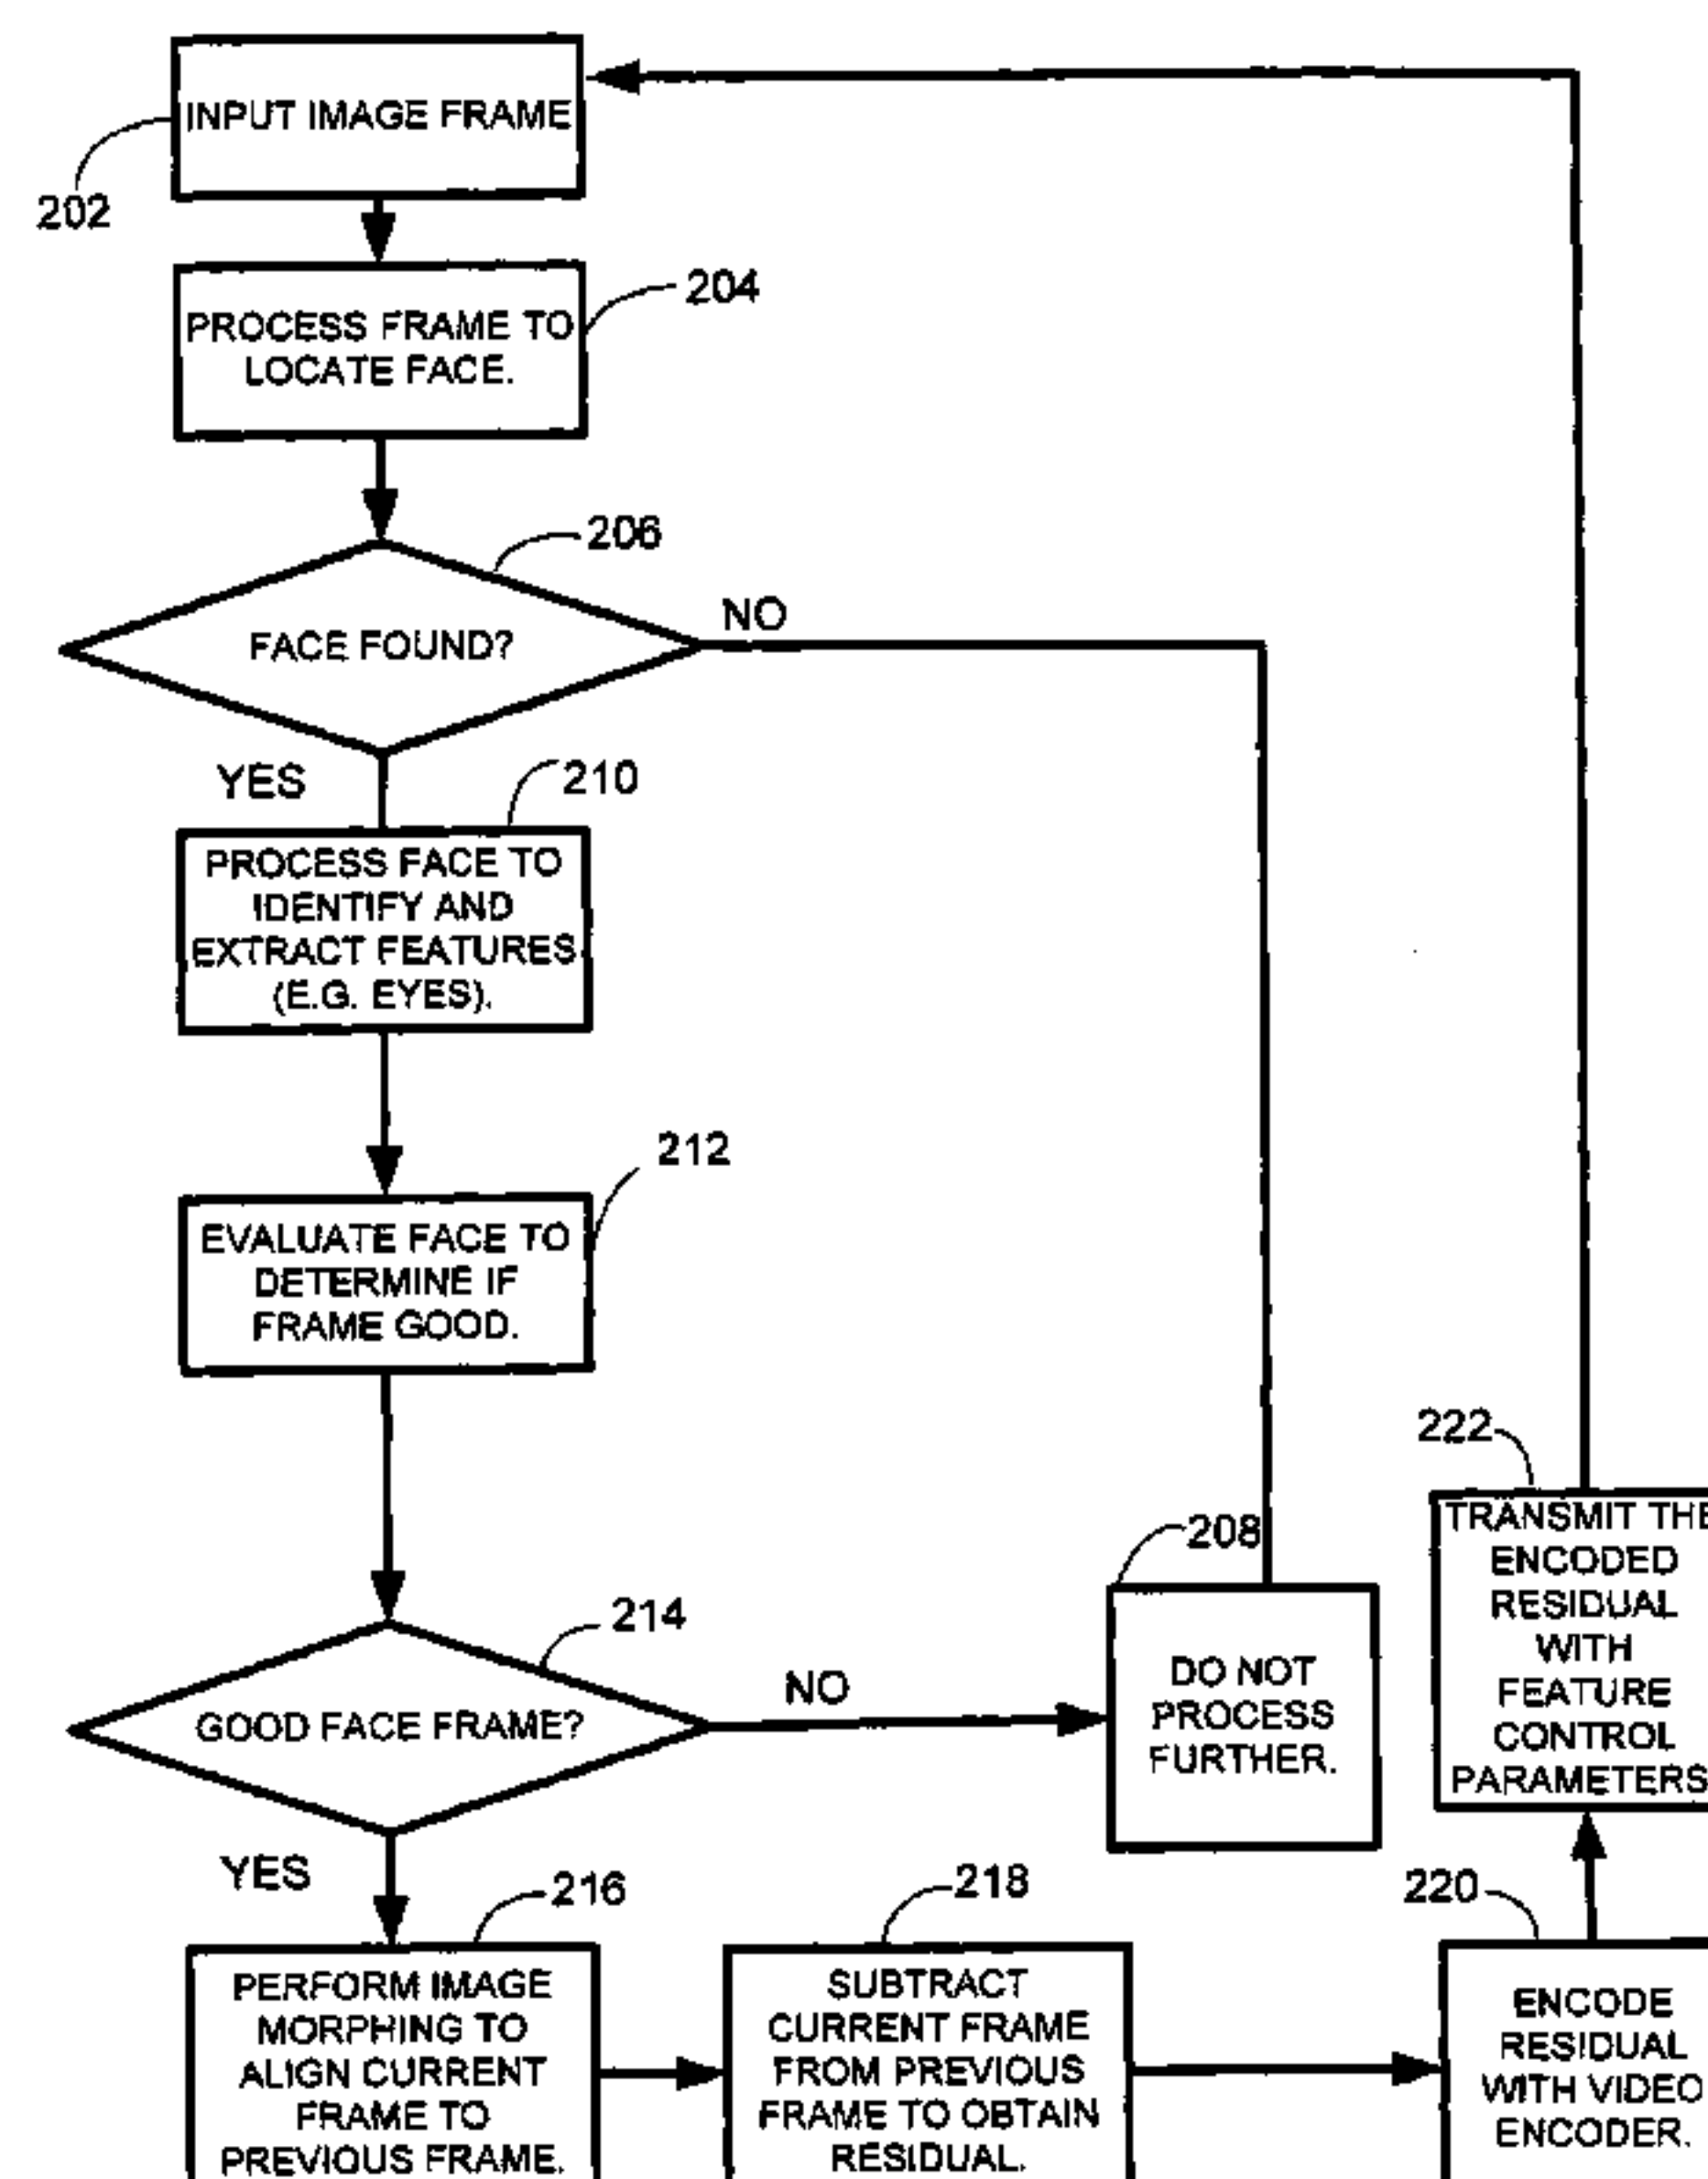 INPUT IMAGE FRAME
202
PROCESS FRAME TO
LOCATE FACE.
204
FACE FOUND?
206
NO
YES
210
PROCESS FACE TO
IDENTIFY AND
EXTRACT FEATURES
(E.G. EYES).
212
EVALUATE FACE TO
DETERMINE IF
FRAME GOOD.
214
GOOD FACE FRAME?
NO
208
DO NOT
PROCESS
FURTHER.
YES
216
PERFORM IMAGE
MORPHING TO
ALIGN CURRENT
FRAME TO
PREVIOUS FRAME.
218
SUBTRACT
CURRENT FRAME
FROM PREVIOUS
FRAME TO OBTAIN
RESIDUAL.
220
ENCODE
RESIDUAL
WITH VIDEO
ENCODER.
222
TRANSMIT THE
ENCODED
RESIDUAL
WITH
FEATURE
CONTROL
PARAMETERS